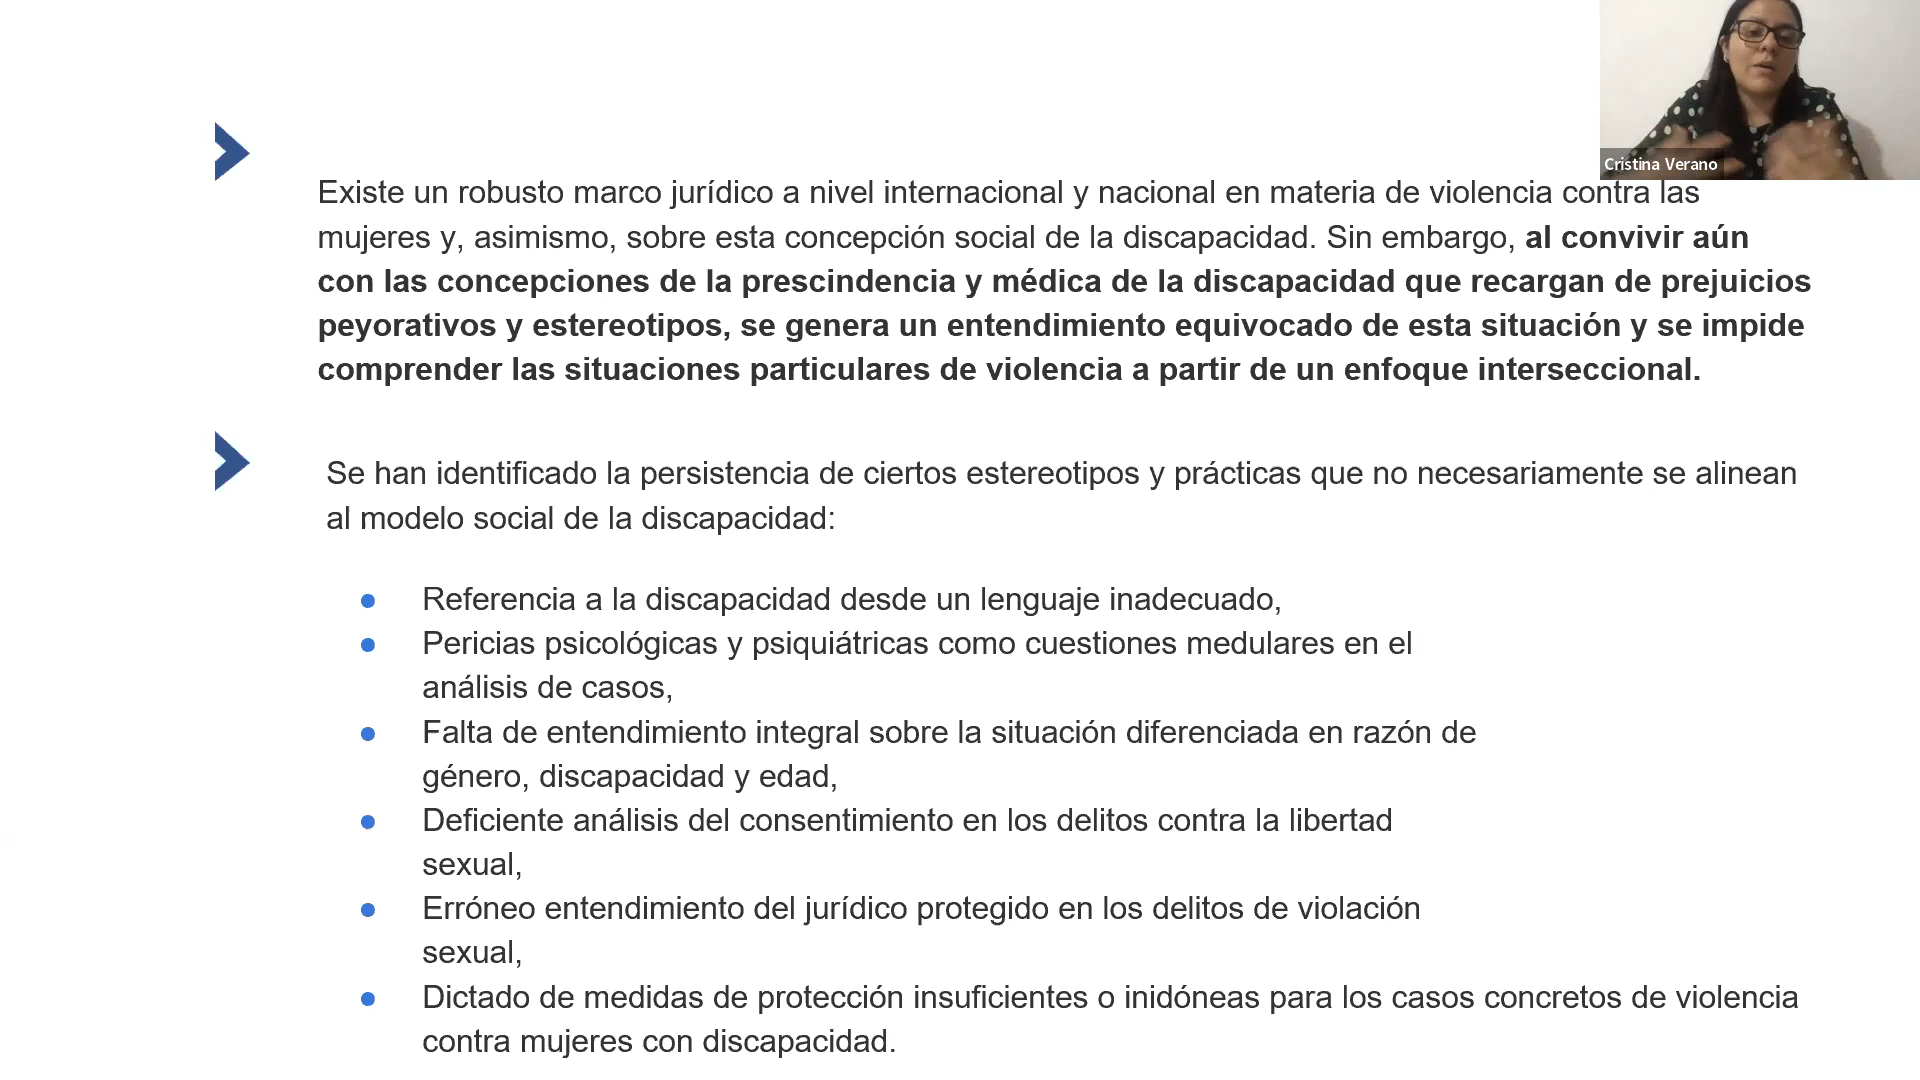 Cristina Verano
Existe un robusto marco jurídico a nivel internacional y nacional en materia de violencia contra las
mujeres y, asimismo, sobre esta concepción social de la discapacidad. Sin embargo, al convivir aún
con las concepciones de la prescindencia y médica de la discapacidad que recargan de prejuicios
peyorativos y estereotipos, se genera un entendimiento equivocado de esta situación y se impide
comprender las situaciones particulares de violencia a partir de un enfoque interseccional.
Se han identificado la persistencia de ciertos estereotipos y prácticas que no necesariamente se alinean
al modelo social de la discapacidad:
● Referencia a la discapacidad desde un lenguaje inadecuado,
● Pericias psicológicas y psiquiátricas como cuestiones medulares en el
análisis de casos,
● Falta de entendimiento integral sobre la situación diferenciada en razón de
género, discapacidad y edad,
● Deficiente análisis del consentimiento en los delitos contra la libertad
sexual,
● Erróneo entendimiento del jurídico protegido en los delitos de violación
sexual,
● Dictado de medidas de protección insuficientes o inidóneas para los casos concretos de violencia
contra mujeres con discapacidad.